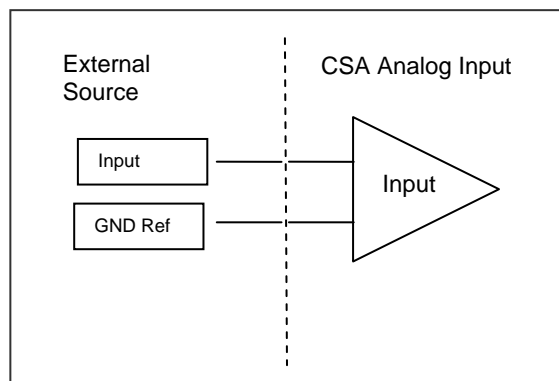 External
Source
CSA Analog Input
Input
GND Ref
Input